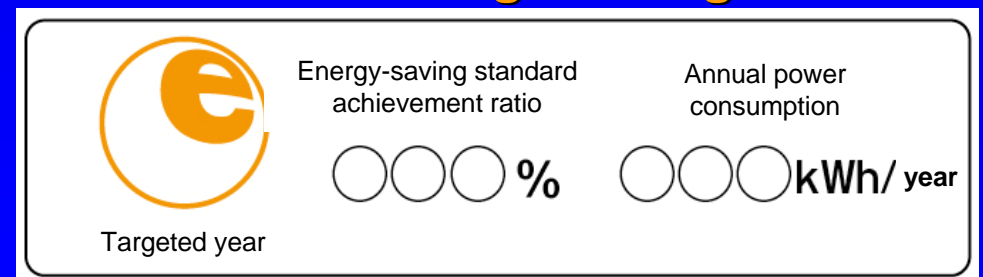 e
Energy-saving standard
achievement ratio
Annual power
consumption
○○○%
○○○kWh/ year
Targeted year